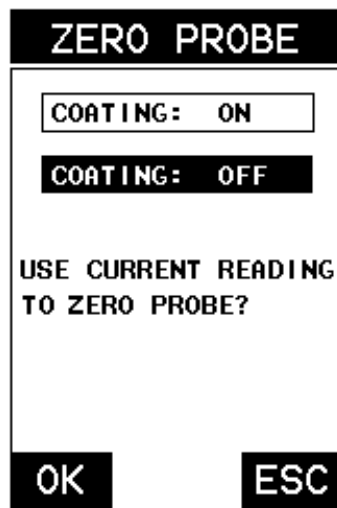 ZERO PROBE
COATING: ON
COATING: OFF
USE CURRENT READING
TO ZERO PROBE?
OK ESC